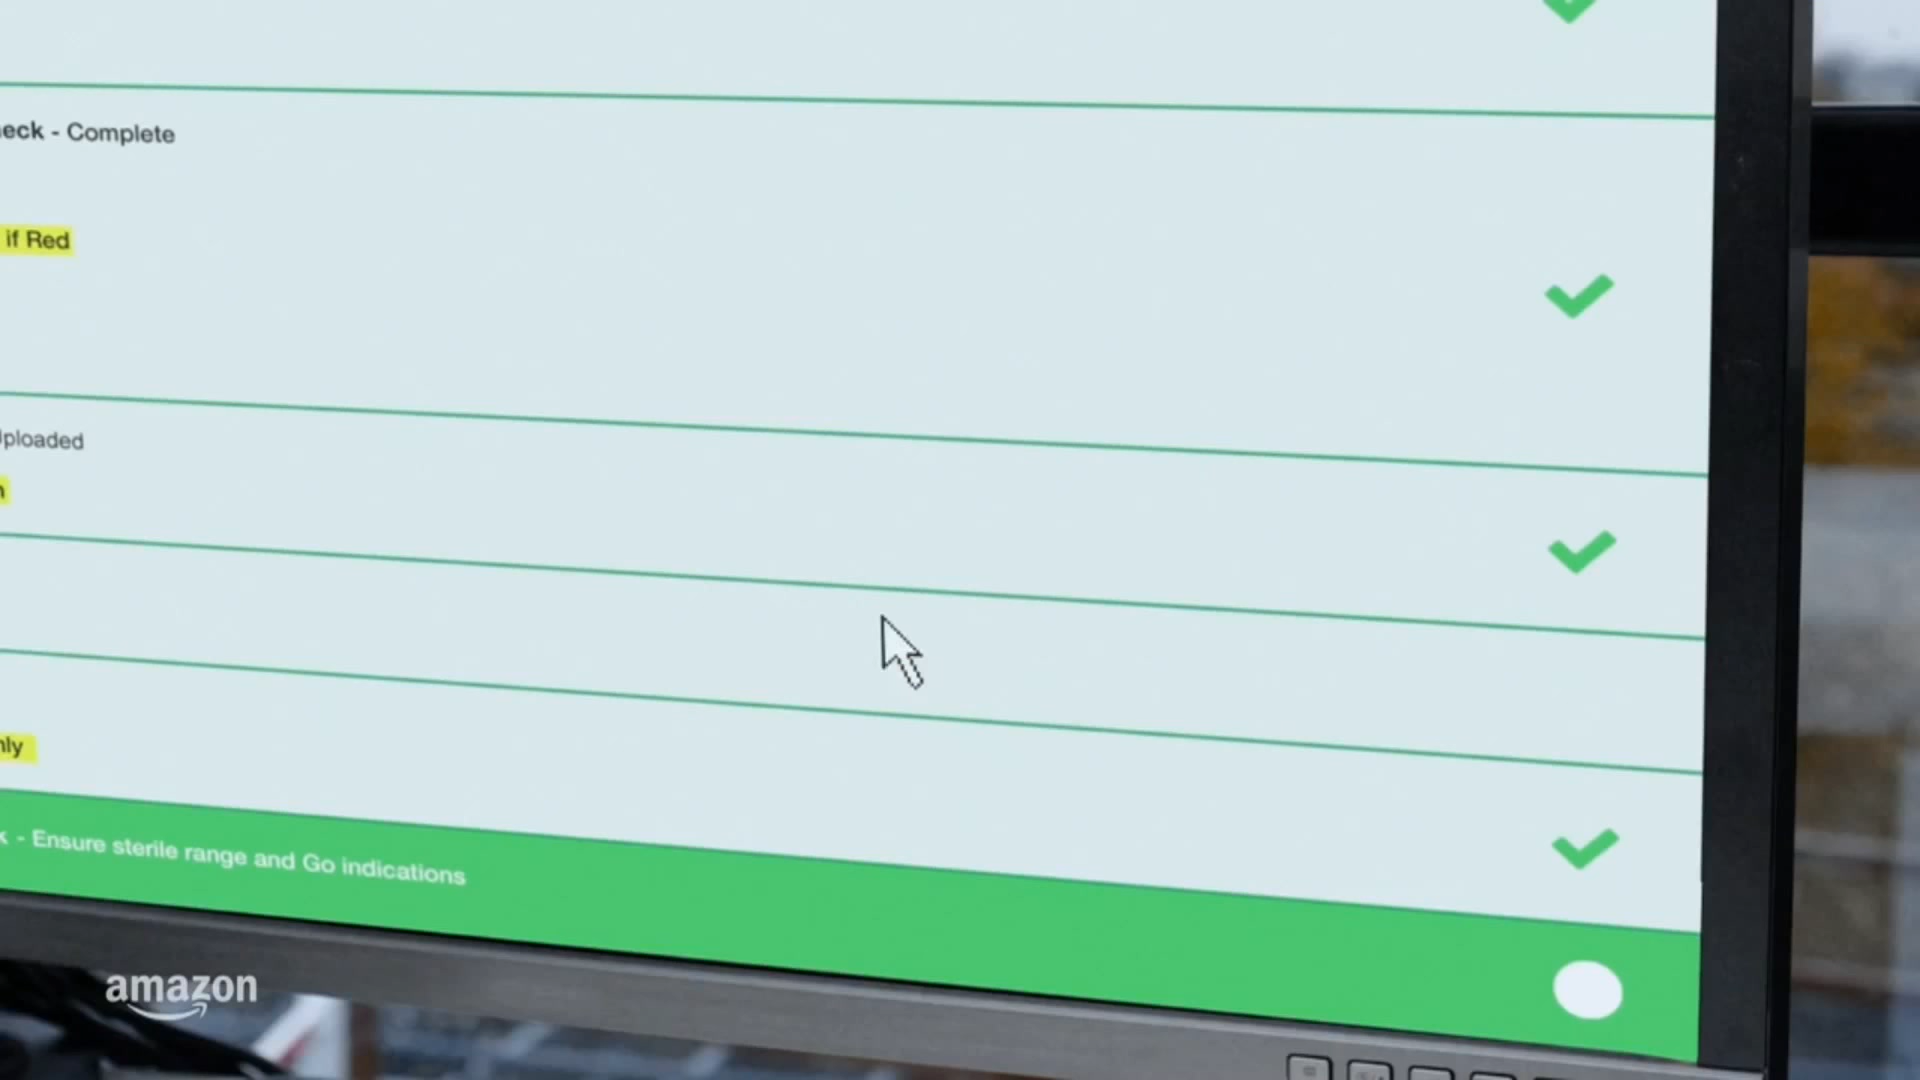 eck - Complete
if Red
ploaded
nly
- Ensure sterile range and Go indications
amazon